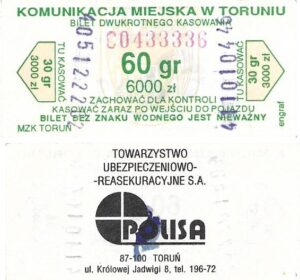 KOMUNIKACJA MIEJSKA W TORUNIU
BILET DWUKROTNEGO KASOWANIA
C0433336
TU KASOWAĆ
30 gr
3000 zł
60 gr
6000 zł
TU KASOWAĆ
30 gr
3000 zł
ZACHOWAĆ DLA KONTROLI
KASOWAĆ ZARAZ PO WEJŚCIU DO POJAZDU
BILET BEZ ZNAKU WODNEGO JEST NIEWAŻNY
MZK TORUŃ
engraf
TOWARZYSTWO
UBEZPIECZENIOWO-
-REASEKURACYJNE S.A.
POLISA
87-100 TORUŃ
ul. Królowej Jadwigi 8, tel. 196-72